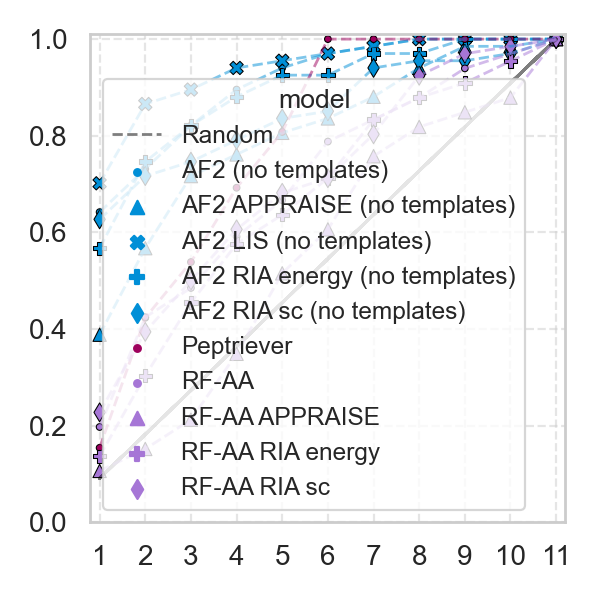 1.0
0.8
0.6
0.4
0.2
0.0
model
Random
AF2 (no templates)
AF2 APPRAISE (no templates)
AF2 LIS (no templates)
AF2 RIA energy (no templates)
AF2 RIA sc (no templates)
Peptriever
RF-AA
RF-AA APPRAISE
RF-AA RIA energy
RF-AA RIA sc
1 2 3 4 5 6 7 8 9 10 11